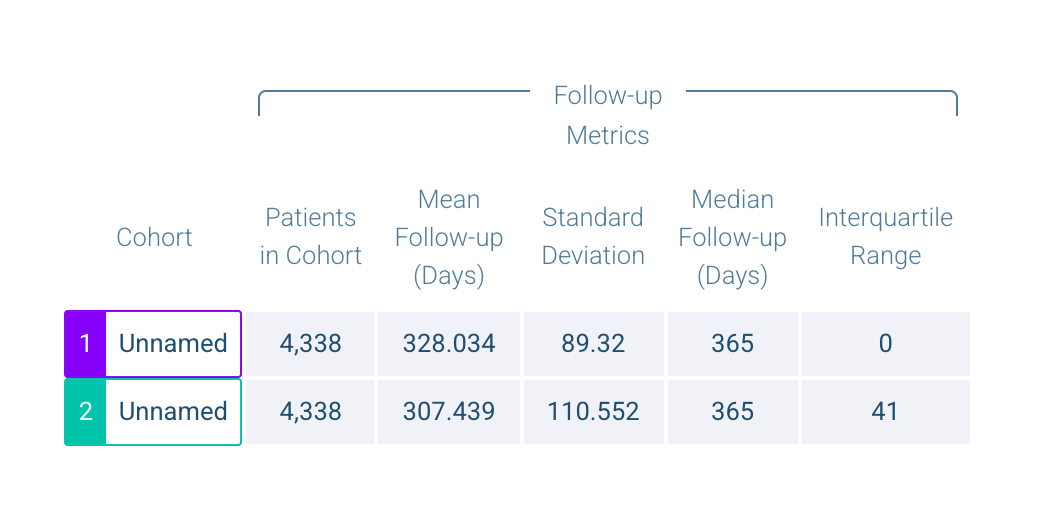 Follow-up
Metrics
Cohort
Patients
in Cohort
Mean
Follow-up
(Days)
Standard
Deviation
Median
Follow-up
(Days)
Interquartile
Range
1 Unnamed 4,338 328.034 89.32 365 0
2 Unnamed 4,338 307.439 110.552 365 41